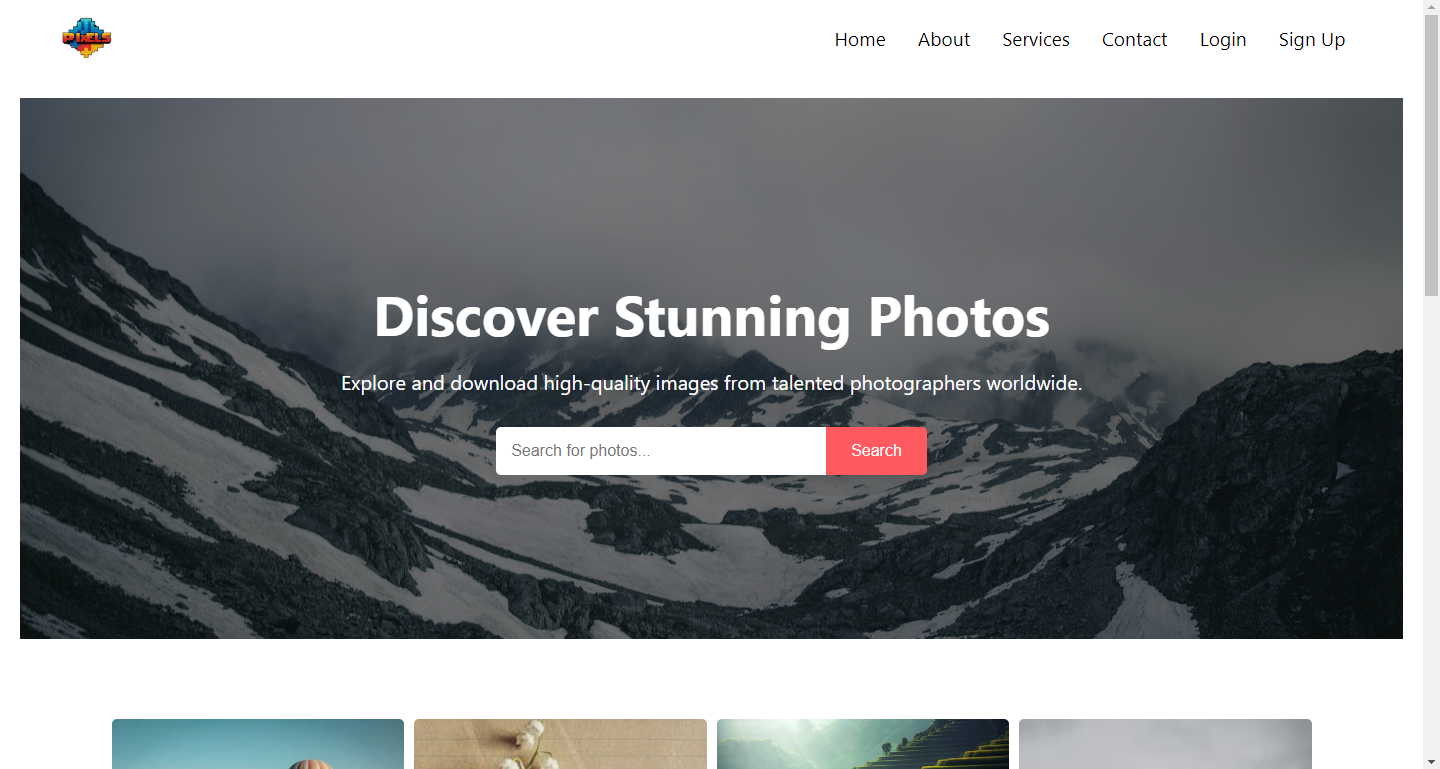 PIXELS
Home About Services Contact Login Sign Up
Discover Stunning Photos
Explore and download high-quality images from talented photographers worldwide.
Search for photos... Search